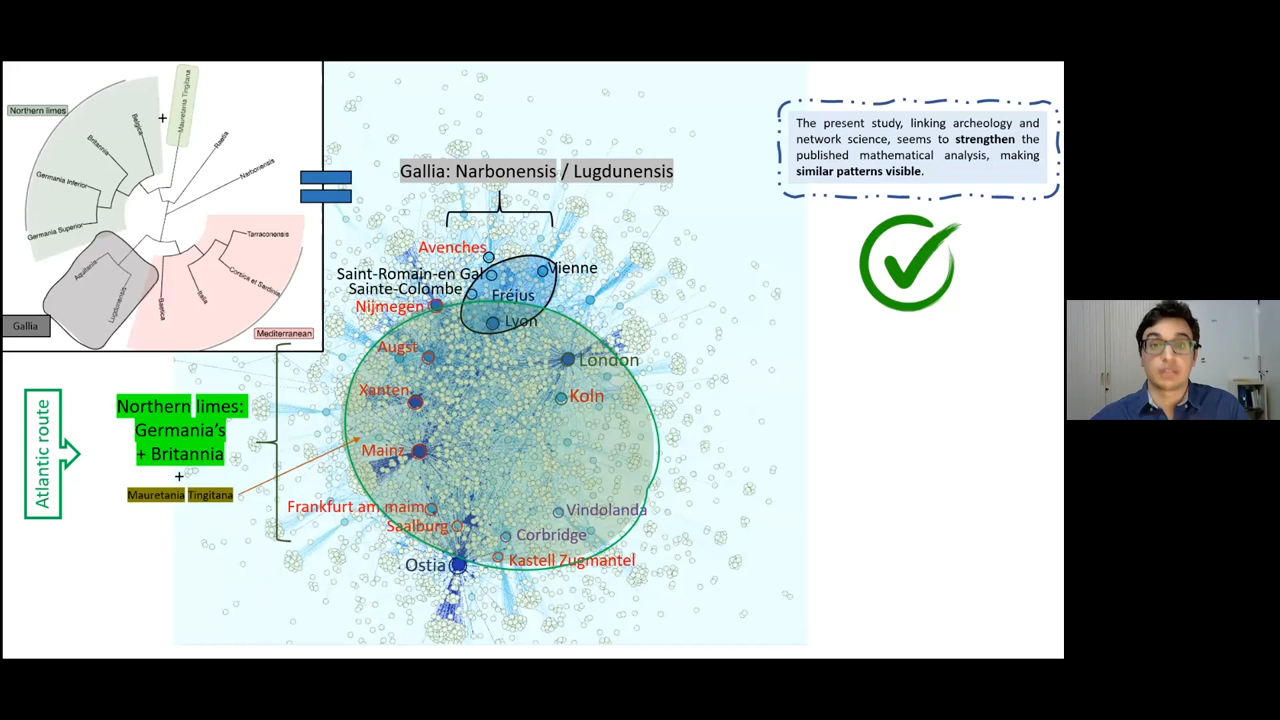 Northern limes
Belgica
+
Mauretania Tingitana
Britannia
Raetia
Germania Inferior
Narbonensis
Germania Superior
Tarraconensis
Aquitania
Corsica et Sardinia
Lugdunensis
Italia
Baetica
Gallia
Mediterranean
The present study, linking archeology and
network science, seems to strengthen the
published mathematical analysis, making
similar patterns visible.
Gallia: Narbonensis / Lugdunensis
Avenches
Saint-Romain-en Gal
Vienne
Sainte-Colombe
Fréjus
Nijmegen
Lyon
Augst
London
Xanten
Koln
Mainz
Frankfurt am maim
Vindolanda
Saalburg
Corbridge
Kastell Zugmantel
Ostia
Atlantic route
Northern limes:
Germania’s
+ Britannia
+
Mauretania Tingitana